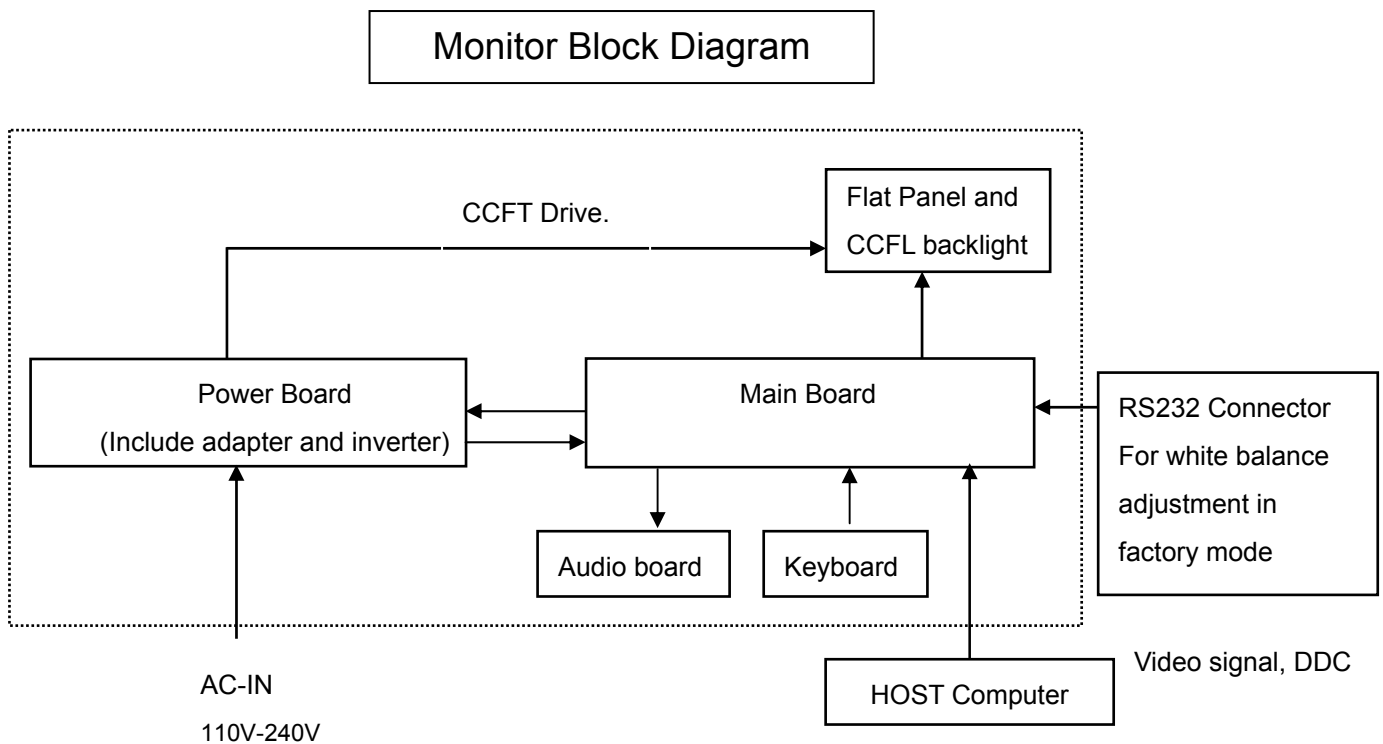 Monitor Block Diagram
CCFT Drive.
Flat Panel and
CCFL backlight
Power Board
(Include adapter and inverter)
Main Board
RS232 Connector
For white balance
adjustment in
factory mode
Audio board
Keyboard
AC-IN
110V-240V
HOST Computer
Video signal, DDC